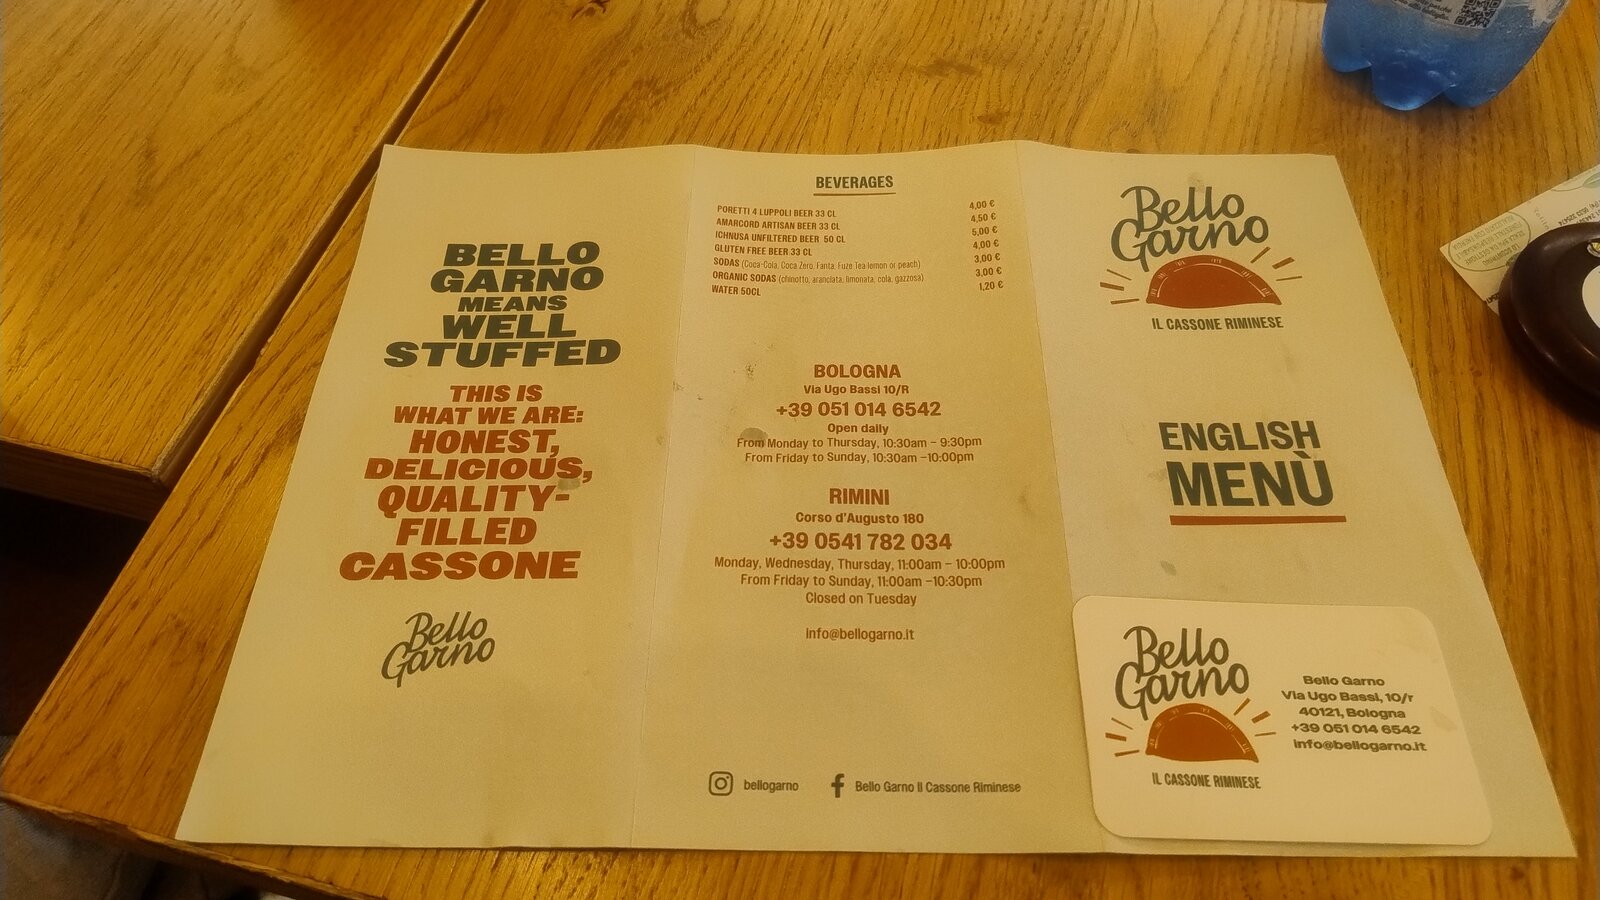 BELLO
GARNO
MEANS
WELL
STUFFED
THIS IS
WHAT WE ARE:
HONEST,
DELICIOUS,
QUALITY-
FILLED
CASSONE
Bello
Garno
BEVERAGES
PORETTI 4 LUPPOLI BEER 33 CL 4,00 €
AMARCORD ARTISAN BEER 33 CL 4,50 €
ICHNUSA UNFILTERED BEER 50 CL 5,00 €
GLUTEN FREE BEER 33 CL 4,00 €
SODAS (Coca-Cola, Coca Zero, Fanta, Fuze Tea lemon or peach) 3,00 €
ORGANIC SODAS (chinotto, aranciata, limonata, cola, gazzosa) 3,00 €
WATER 50CL 1,20 €
BOLOGNA
Via Ugo Bassi 10/R
+39 051 014 6542
Open daily
From Monday to Thursday, 10:30am – 9:30pm
From Friday to Sunday, 10:30am –10:00pm
RIMINI
Corso d'Augusto 180
+39 0541 782 034
Monday, Wednesday, Thursday, 11:00am – 10:00pm
From Friday to Sunday, 11:00am –10:30pm
Closed on Tuesday
info@bellogarno.it
bellogarno
Bello Garno Il Cassone Riminese
Bello
Garno
IL CASSONE RIMINESE
ENGLISH
MENÙ
Bello
Garno
IL CASSONE RIMINESE
Bello Garno
Via Ugo Bassi, 10/r
40121, Bologna
+39 051 014 6542
info@bellogarno.it